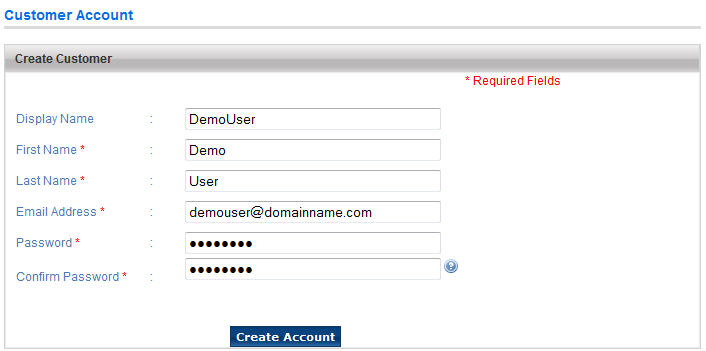 Customer Account
Create Customer
* Required Fields
Display Name : DemoUser
First Name * : Demo
Last Name * : User
Email Address * : demouser@domainname.com
Password * : ●●●●●●●●
Confirm Password * : ●●●●●●●● ?
Create Account